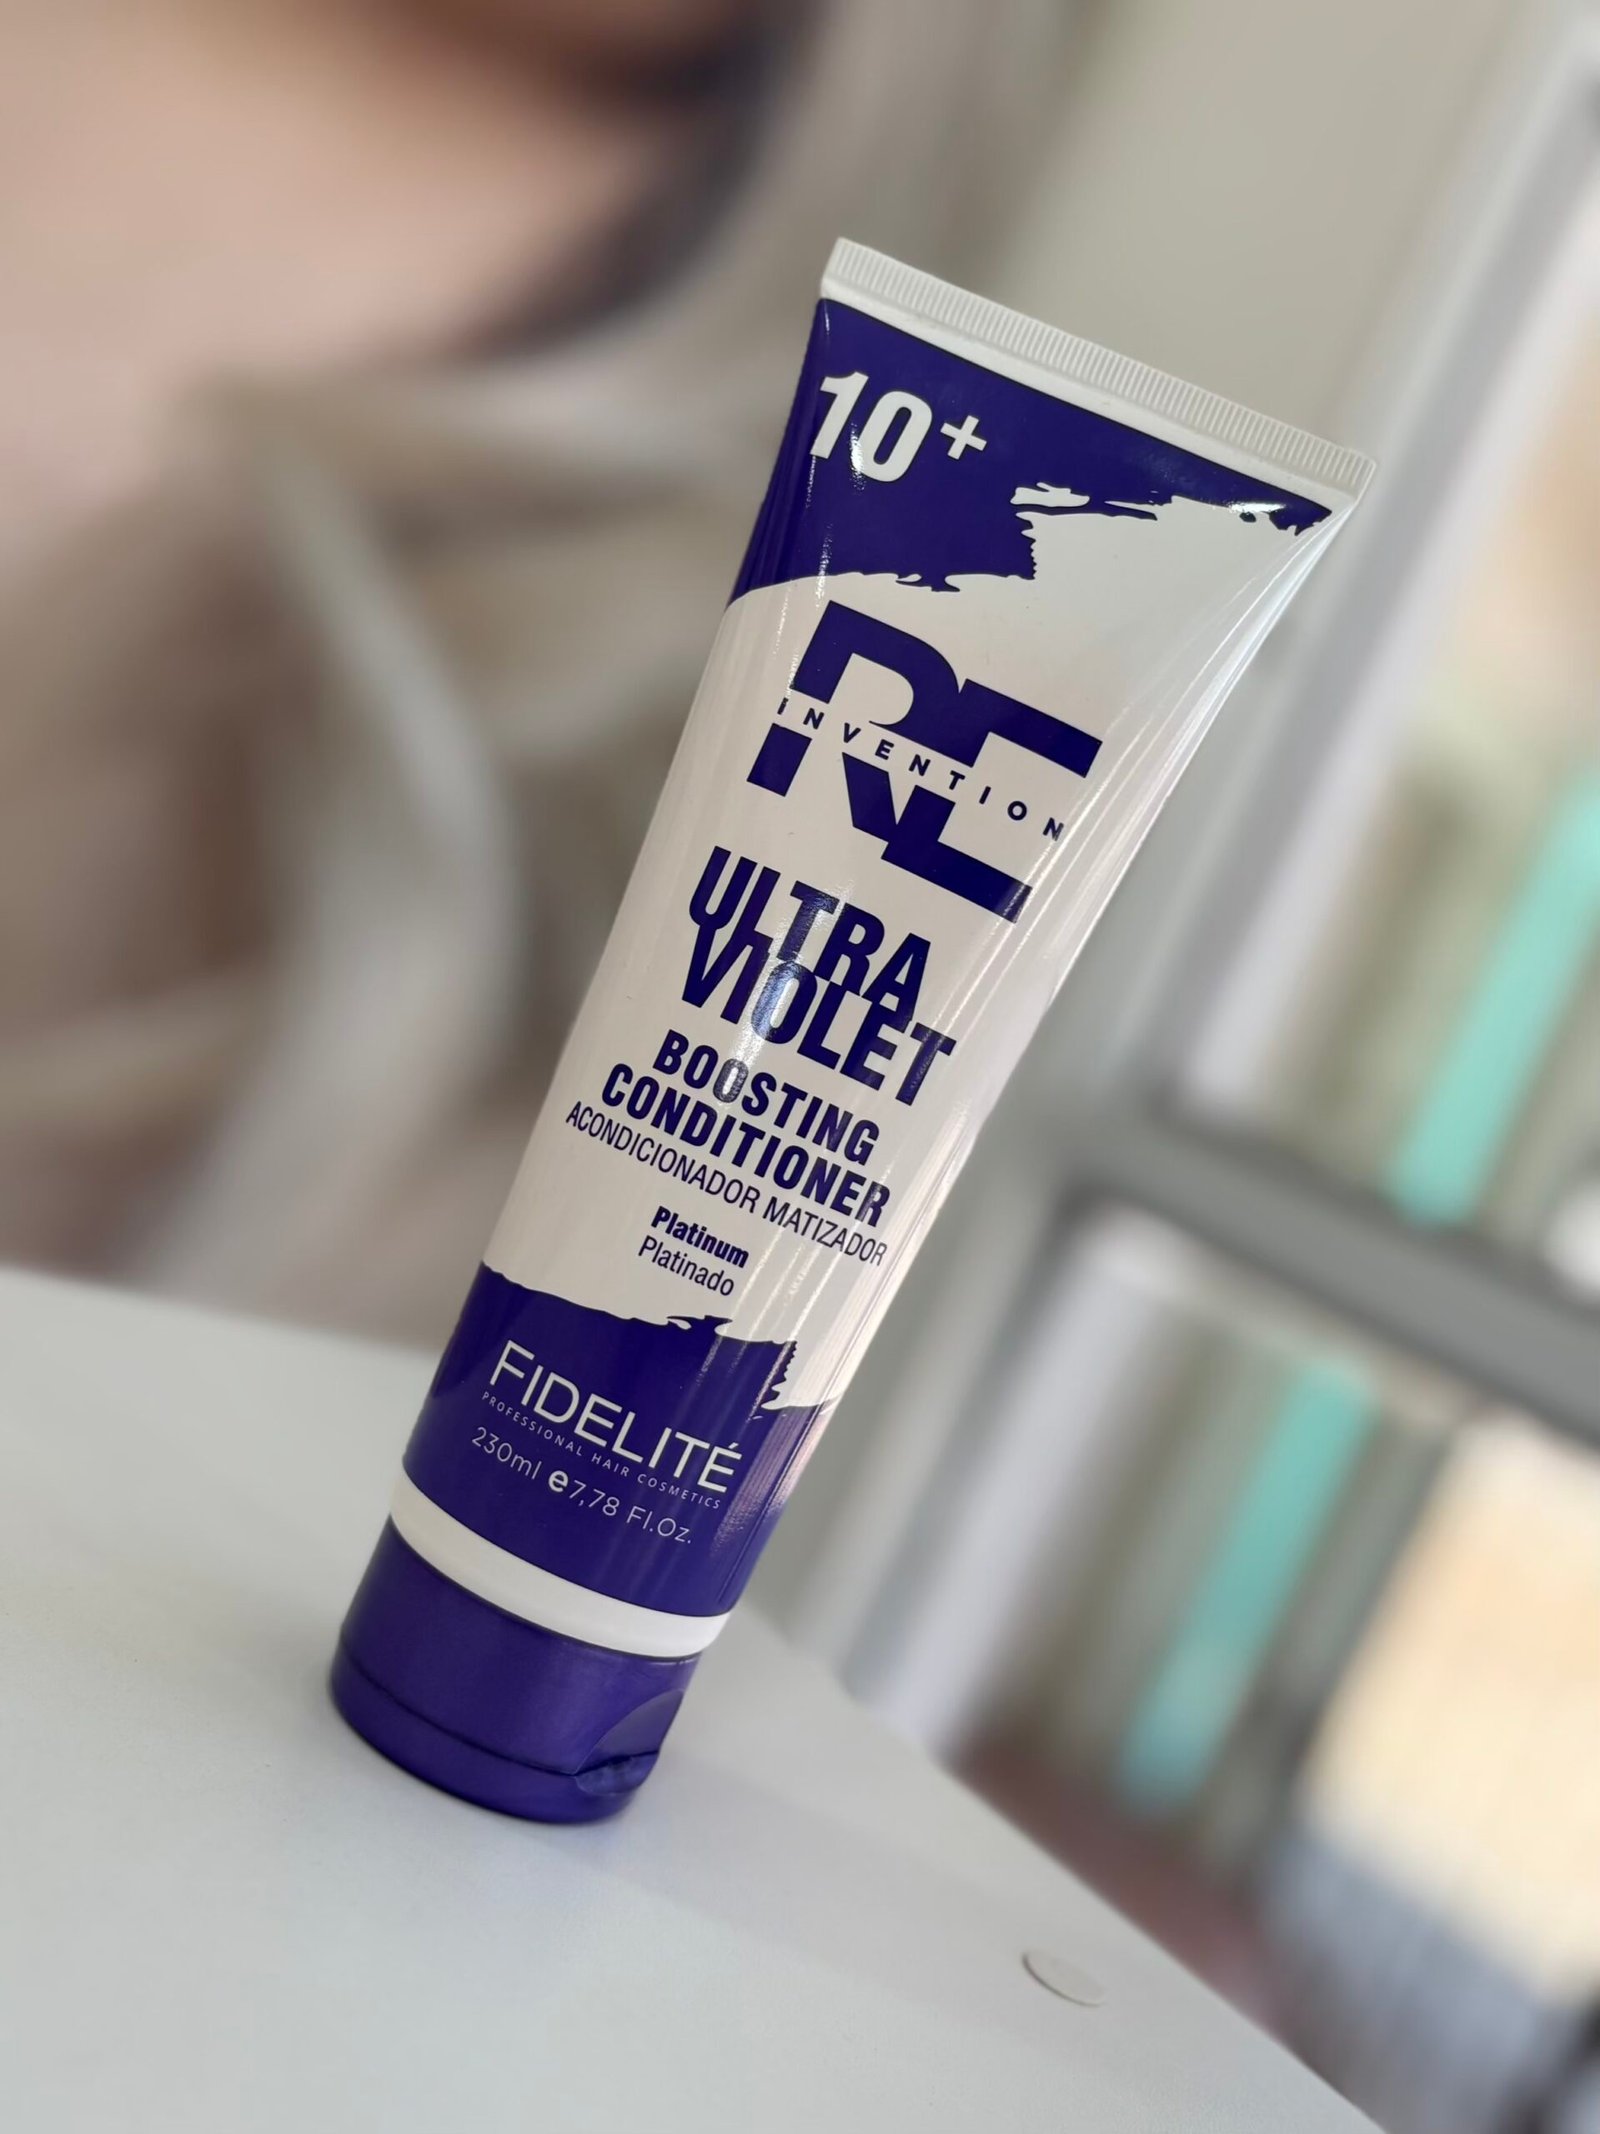 10+
RE
INVENTION
ULTRA
VIOLET
BOOSTING
CONDITIONER
ACONDICIONADOR MATIZADOR
Platinum
Platinado
FIDELITÉ
PROFESSIONAL HAIR COSMETICS
230ml e7,78 Fl.Oz.